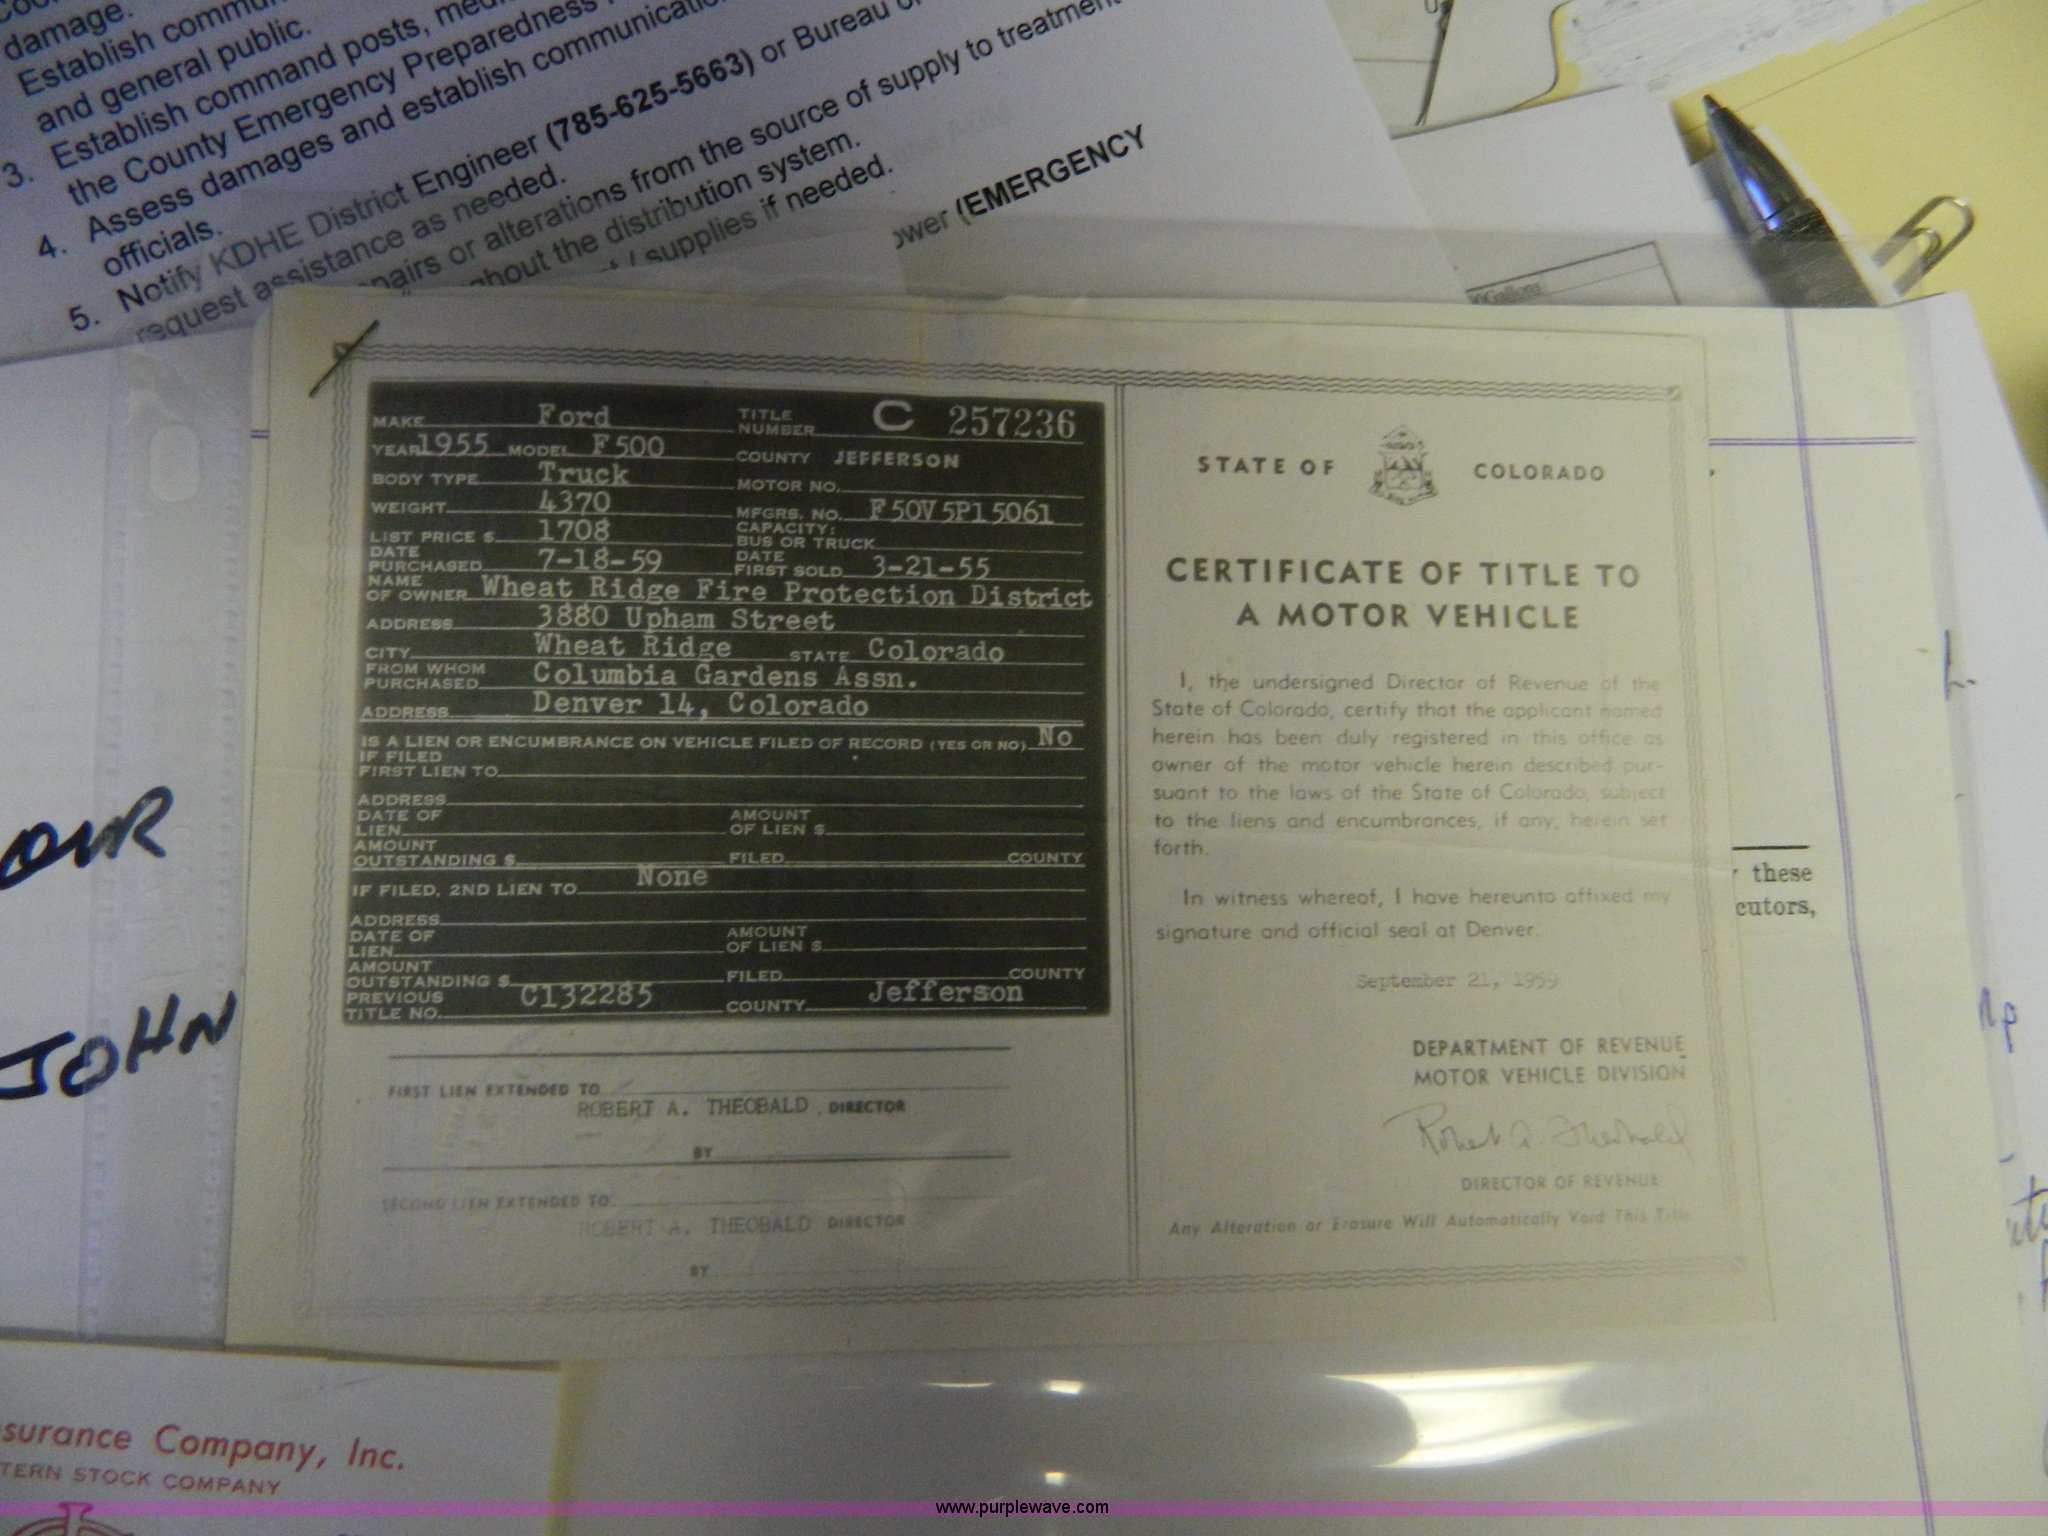 damage.
Establish commun
and general public.
3. Establish command posts, med
the County Emergency Preparedness
4. Assess damages and establish communicatio
officials.
5. Notify KDHE District Engineer (785-625-5663) or Bureau of
request assistance as needed.
pairs or alterations from the source of supply to treatment
ghout the distribution system.
t / supplies if needed.
ower (EMERGENCY
Gallons
MAKE Ford TITLE NUMBER C 257236
YEAR 1955 MODEL F500 COUNTY JEFFERSON
BODY TYPE Truck MOTOR NO.
WEIGHT 4370 MFGRS. NO. F50V5P15061
LIST PRICE $ 1708 CAPACITY: BUS OR TRUCK
DATE PURCHASED 7-18-59 DATE FIRST SOLD 3-21-55
NAME OF OWNER Wheat Ridge Fire Protection District
ADDRESS 3880 Upham Street
CITY Wheat Ridge STATE Colorado
FROM WHOM PURCHASED Columbia Gardens Assn.
ADDRESS Denver 14, Colorado
IS A LIEN OR ENCUMBRANCE ON VEHICLE FILED OF RECORD (YES OR NO) No
IF FILED
FIRST LIEN TO
ADDRESS
DATE OF LIEN AMOUNT OF LIEN $
AMOUNT OUTSTANDING $ FILED COUNTY
IF FILED, 2ND LIEN TO None
ADDRESS
DATE OF LIEN AMOUNT OF LIEN $
AMOUNT OUTSTANDING $ FILED COUNTY
PREVIOUS TITLE NO. C132285 COUNTY Jefferson
FIRST LIEN EXTENDED TO
ROBERT A. THEOBALD, DIRECTOR
BY
SECOND LIEN EXTENDED TO
ROBERT A. THEOBALD DIRECTOR
BY
STATE OF COLORADO
CERTIFICATE OF TITLE TO
A MOTOR VEHICLE
I, the undersigned Director of Revenue of the
State of Colorado, certify that the applicant named
herein has been duly registered in this office as
owner of the motor vehicle herein described pur-
suant to the laws of the State of Colorado, subject
to the liens and encumbrances, if any, herein set
forth.
In witness whereof, I have hereunto affixed my
signature and official seal at Denver.
September 21, 1959
DEPARTMENT OF REVENUE
MOTOR VEHICLE DIVISION
Robert A. Theobald
DIRECTOR OF REVENUE
Any Alteration or Erasure Will Automatically Void This Title
these
cutors,
OUR
JOHN
surance Company, Inc.
TERN STOCK COMPANY
www.purplewave.com